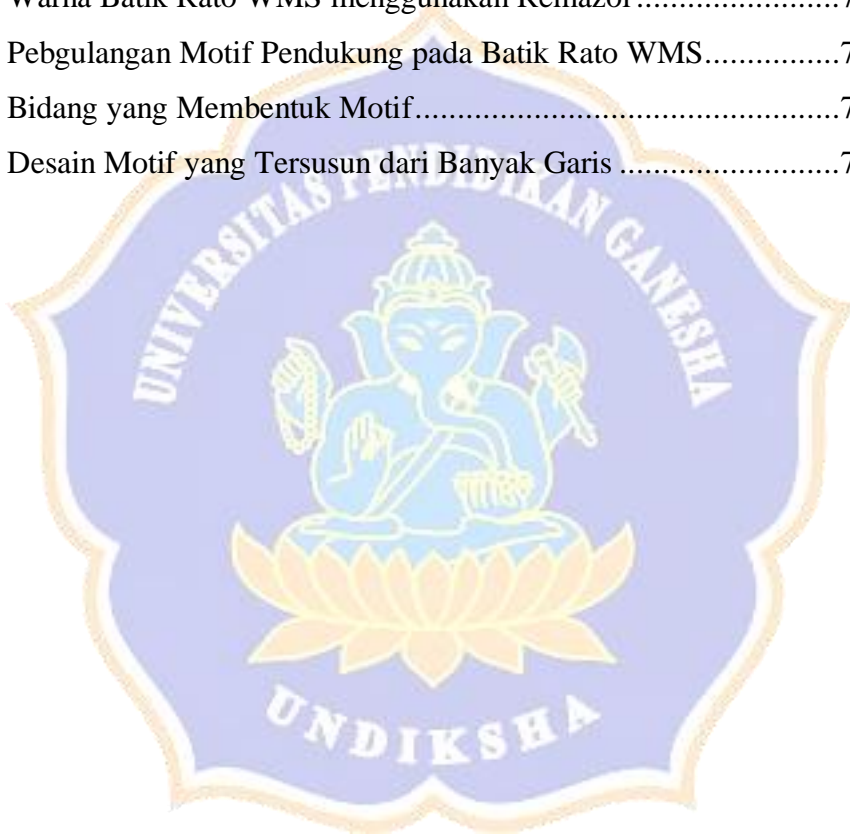 Warna Batik Rato WMS menggunakan Remazol ............................ 7
Pebgulangan Motif Pendukung pada Batik Rato WMS ................ 7
Bidang yang Membentuk Motif ..................................................... 7
Desain Motif yang Tersusun dari Banyak Garis ........................... 7
UNIVERSITAS PENDIDIKAN GANESHA
UNDIKSHA